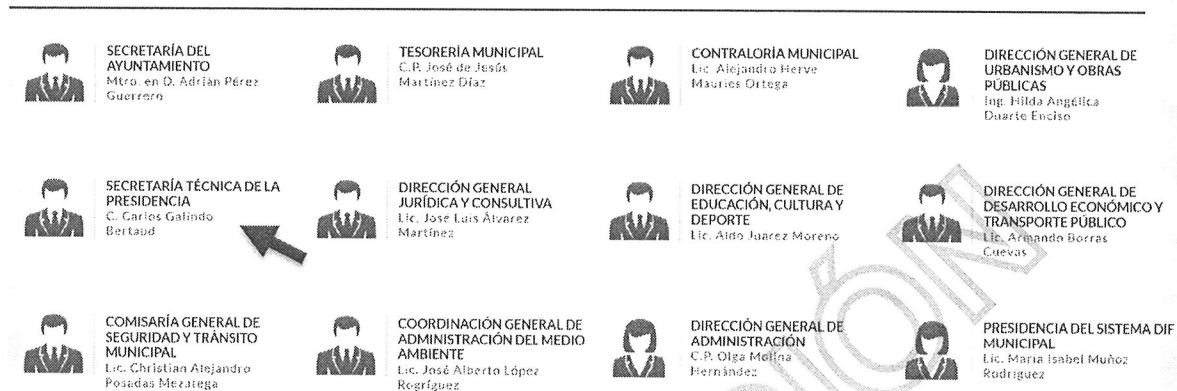 SECRETARÍA DEL
AYUNTAMIENTO
Mtro. en D. Adrián Pérez
Guerrero
TESORERÍA MUNICIPAL
C.P. José de Jesús
Martínez Díaz
CONTRALORÍA MUNICIPAL
Lic. Alejandro Herve
Mauries Ortega
DIRECCIÓN GENERAL DE
URBANISMO Y OBRAS
PÚBLICAS
Ing. Hilda Angélica
Duarte Enciso
SECRETARÍA TÉCNICA DE LA
PRESIDENCIA
C. Carlos Galindo
Bertaud
DIRECCIÓN GENERAL
JURÍDICA Y CONSULTIVA
Lic. José Luis Álvarez
Martínez
DIRECCIÓN GENERAL DE
EDUCACIÓN, CULTURA Y
DEPORTE
Lic. Aldo Juarez Moreno
DIRECCIÓN GENERAL DE
DESARROLLO ECONÓMICO Y
TRANSPORTE PÚBLICO
Lic. Armando Borras
Cuevas
COMISARÍA GENERAL DE
SEGURIDAD Y TRÁNSITO
MUNICIPAL
Lic. Christian Alejandro
Posadas
COORDINACIÓN GENERAL DE
ADMINISTRACIÓN DEL MEDIO
AMBIENTE
Lic. José Alberto López
Rogríguez
DIRECCIÓN GENERAL DE
ADMINISTRACIÓN
C.P. Olga Molina
Hernández
PRESIDENCIA DEL SISTEMA DIF
MUNICIPAL
Lic. María Isabel Muñoz
Rodríguez